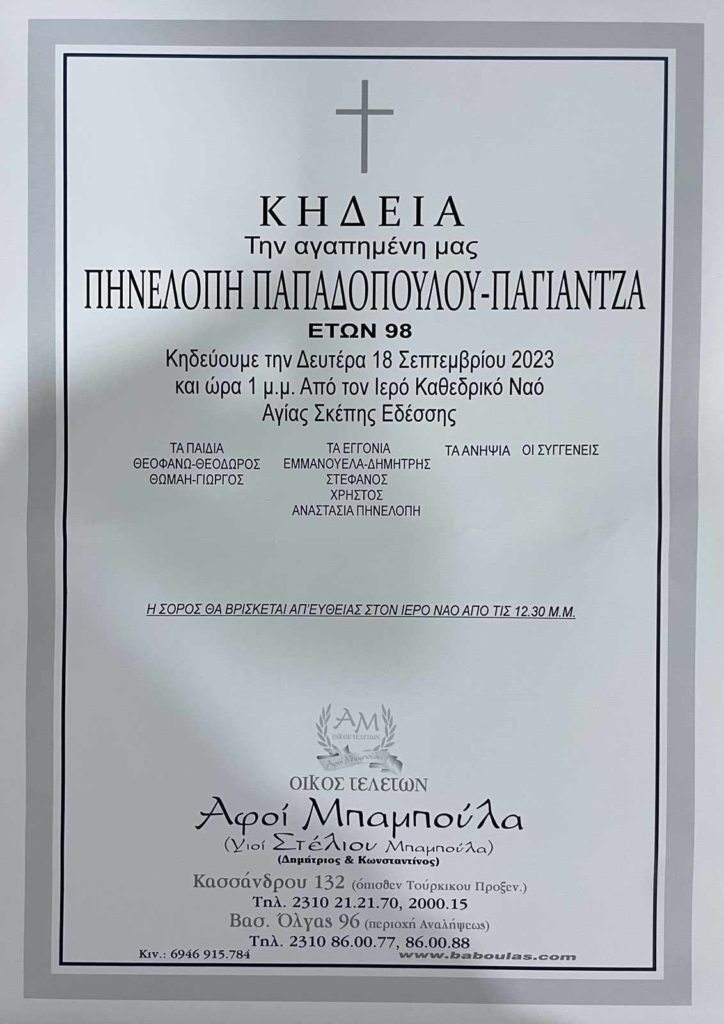 ΚΗΔΕΙΑ
Την αγαπημένη μας
ΠΗΝΕΛΟΠΗ ΠΑΠΑΔΟΠΟΥΛΟΥ-ΠΑΓΙΑΝΤΖΑ
ΕΤΩΝ 98
Κηδεύουμε την Δευτέρα 18 Σεπτεμβρίου 2023
και ώρα 1 μ.μ. Από τον Ιερό Καθεδρικό Ναό
Αγίας Σκέπης Εδέσσης
ΤΑ ΠΑΙΔΙΑ
ΘΕΟΦΑΝΩ-ΘΕΟΔΩΡΟΣ
ΘΩΜΑΗ-ΓΙΩΡΓΟΣ
ΤΑ ΕΓΓΟΝΙΑ
ΕΜΜΑΝΟΥΕΛΑ-ΔΗΜΗΤΡΗΣ
ΣΤΕΦΑΝΟΣ
ΧΡΗΣΤΟΣ
ΑΝΑΣΤΑΣΙΑ ΠΗΝΕΛΟΠΗ
ΤΑ ΑΝΗΨΙΑ
ΟΙ ΣΥΓΓΕΝΕΙΣ
Η ΣΟΡΟΣ ΘΑ ΒΡΙΣΚΕΤΑΙ ΑΠ'ΕΥΘΕΙΑΣ ΣΤΟΝ ΙΕΡΟ ΝΑΟ ΑΠΟ ΤΙΣ 12.30 Μ.Μ.
ΑΜ
ΟΙΚΟΣ ΤΕΛΕΤΩΝ
Αφοί Μπαμπούλα
ΟΙΚΟΣ ΤΕΛΕΤΩΝ
Αφοί Μπαμπούλα
(Υιοί Στέλιου Μπαμπούλα)
(Δημήτριος & Κωνσταντίνος)
Κασσάνδρου 132 (όπισθεν Τούρκικου Προξεν.)
Τηλ. 2310 21.21.70, 2000.15
Βασ. Όλγας 96 (περιοχή Αναλήψεως)
Τηλ. 2310 86.00.77, 86.00.88
Κιν.: 6946 915.784
www.baboulas.com